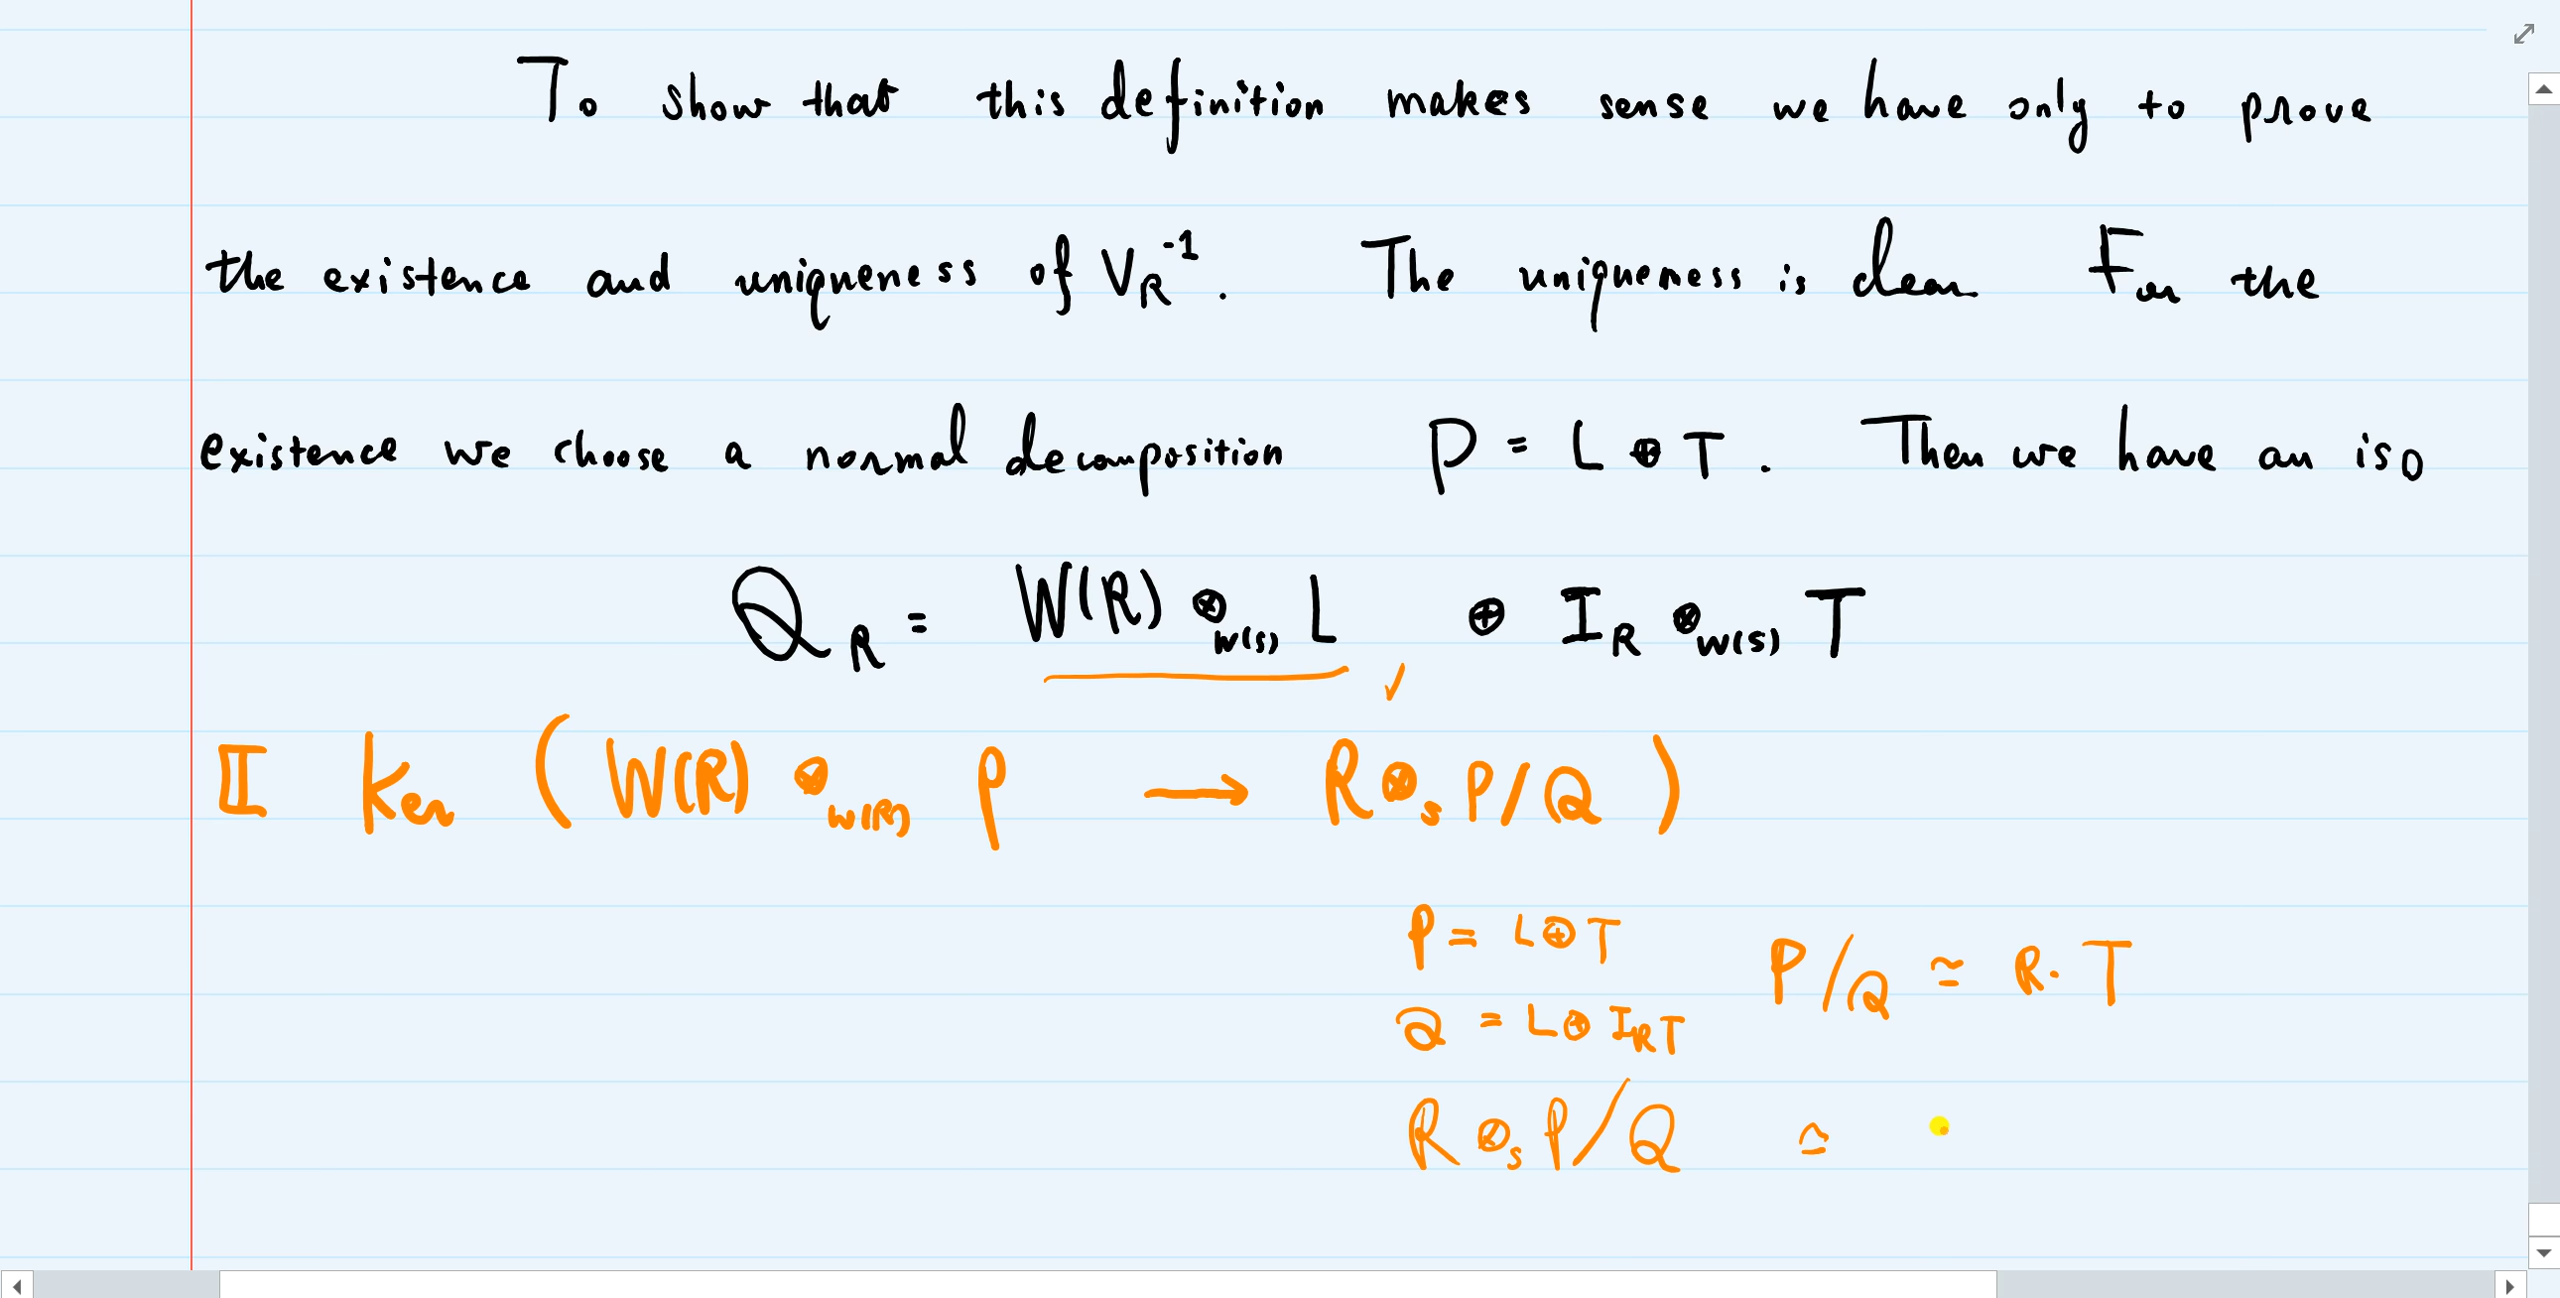 To show that this definition makes sense we have only to prove
the existence and uniqueness of V_R^{-1}. The uniqueness is clear For the
existence we choose a normal decomposition P = L ⊕ T. Then we have an iso
Q_R = W(R) ⊗_{W(S)} L ⊕ I_R ⊗_{W(S)} T
✓
II Ker ( W(R) ⊗_{W(R)} P → R ⊗_S P/Q )
P = L ⊕ T P/Q ≅ R. T
Q = L ⊕ I_R T
R ⊗_S P/Q ≃